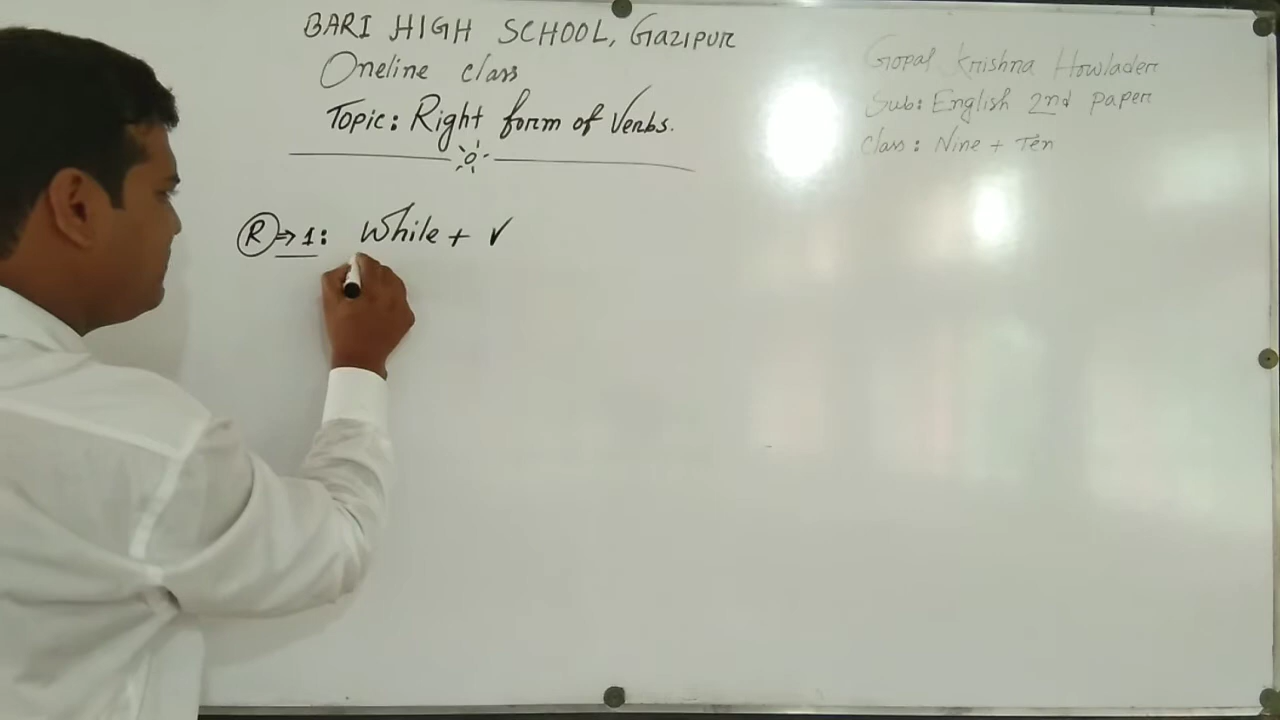 BARI HIGH SCHOOL, Gazipur
Oneline class
Topic: Right form of Verbs.
Gopal Krishna Howlader
Sub: English 2nd paper
Class: Nine + Ten
R ⇒ 1: While + V